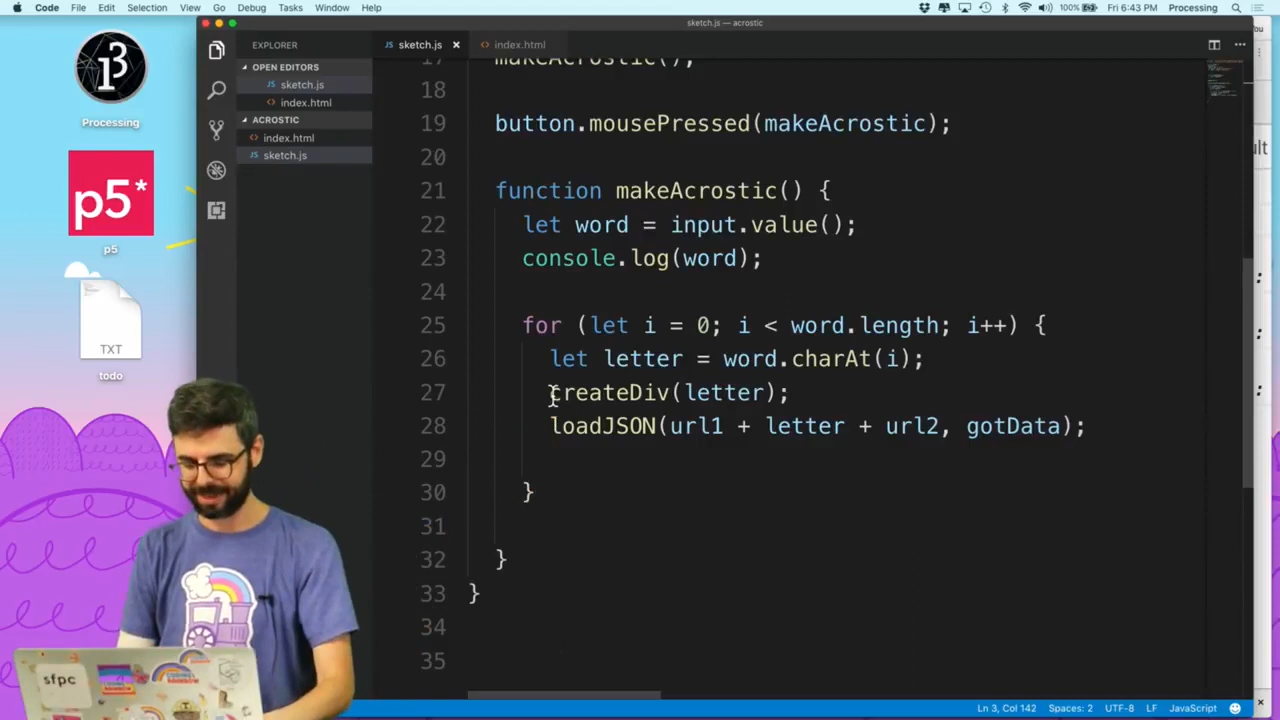 Code File Edit Selection View Go Debug Tasks Window Help
100% Fri 6:43 PM Processing
sketch.js — acrostic
EXPLORER
sketch.js
index.html
OPEN EDITORS
sketch.js
index.html
ACROSTIC
index.html
sketch.js
Processing
p5*
p5
TXT
todo
17 makeAcrostic();
18
19 button.mousePressed(makeAcrostic);
20
21 function makeAcrostic() {
22 let word = input.value();
23 console.log(word);
24
25 for (let i = 0; i < word.length; i++) {
26 let letter = word.charAt(i);
27 createDiv(letter);
28 loadJSON(url1 + letter + url2, gotData);
29
30 }
31
32 }
33 }
34
35
sfpc
Ln 3, Col 142 Spaces: 2 UTF-8 LF JavaScript